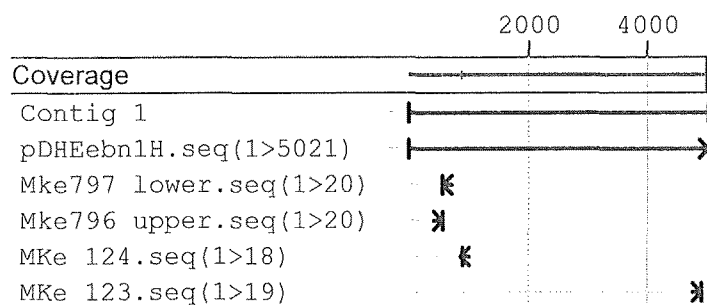 2000 4000
Coverage
Contig 1
pDHEebn1H.seq(1>5021)
Mke797 lower.seq(1>20)
Mke796 upper.seq(1>20)
MKe 124.seq(1>18)
MKe 123.seq(1>19)